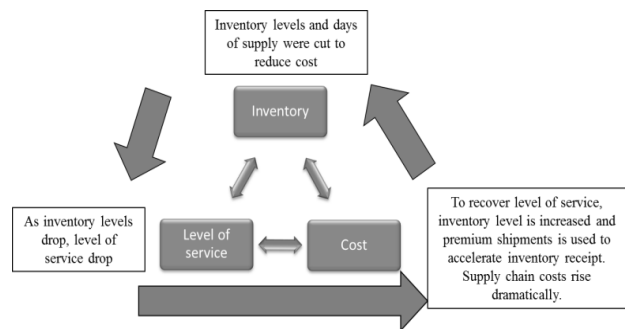 Inventory levels and days
of supply were cut to
reduce cost
Inventory
As inventory levels
drop, level of
service drop
Level of
service
Cost
To recover level of service,
inventory level is increased and
premium shipments is used to
accelerate inventory receipt.
Supply chain costs rise
dramatically.